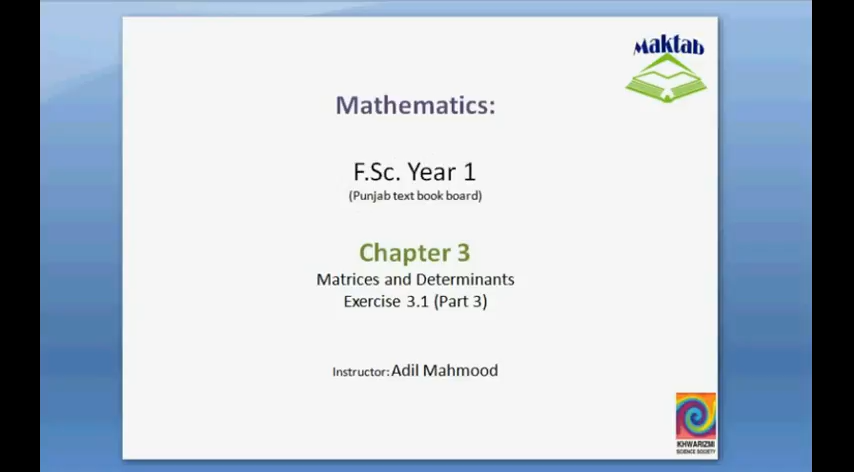 Maktab
Mathematics:
F.Sc. Year 1
(Punjab text book board)
Chapter 3
Matrices and Determinants
Exercise 3.1 (Part 3)
Instructor: Adil Mahmood
KHWARIZMI
SCIENCE SOCIETY